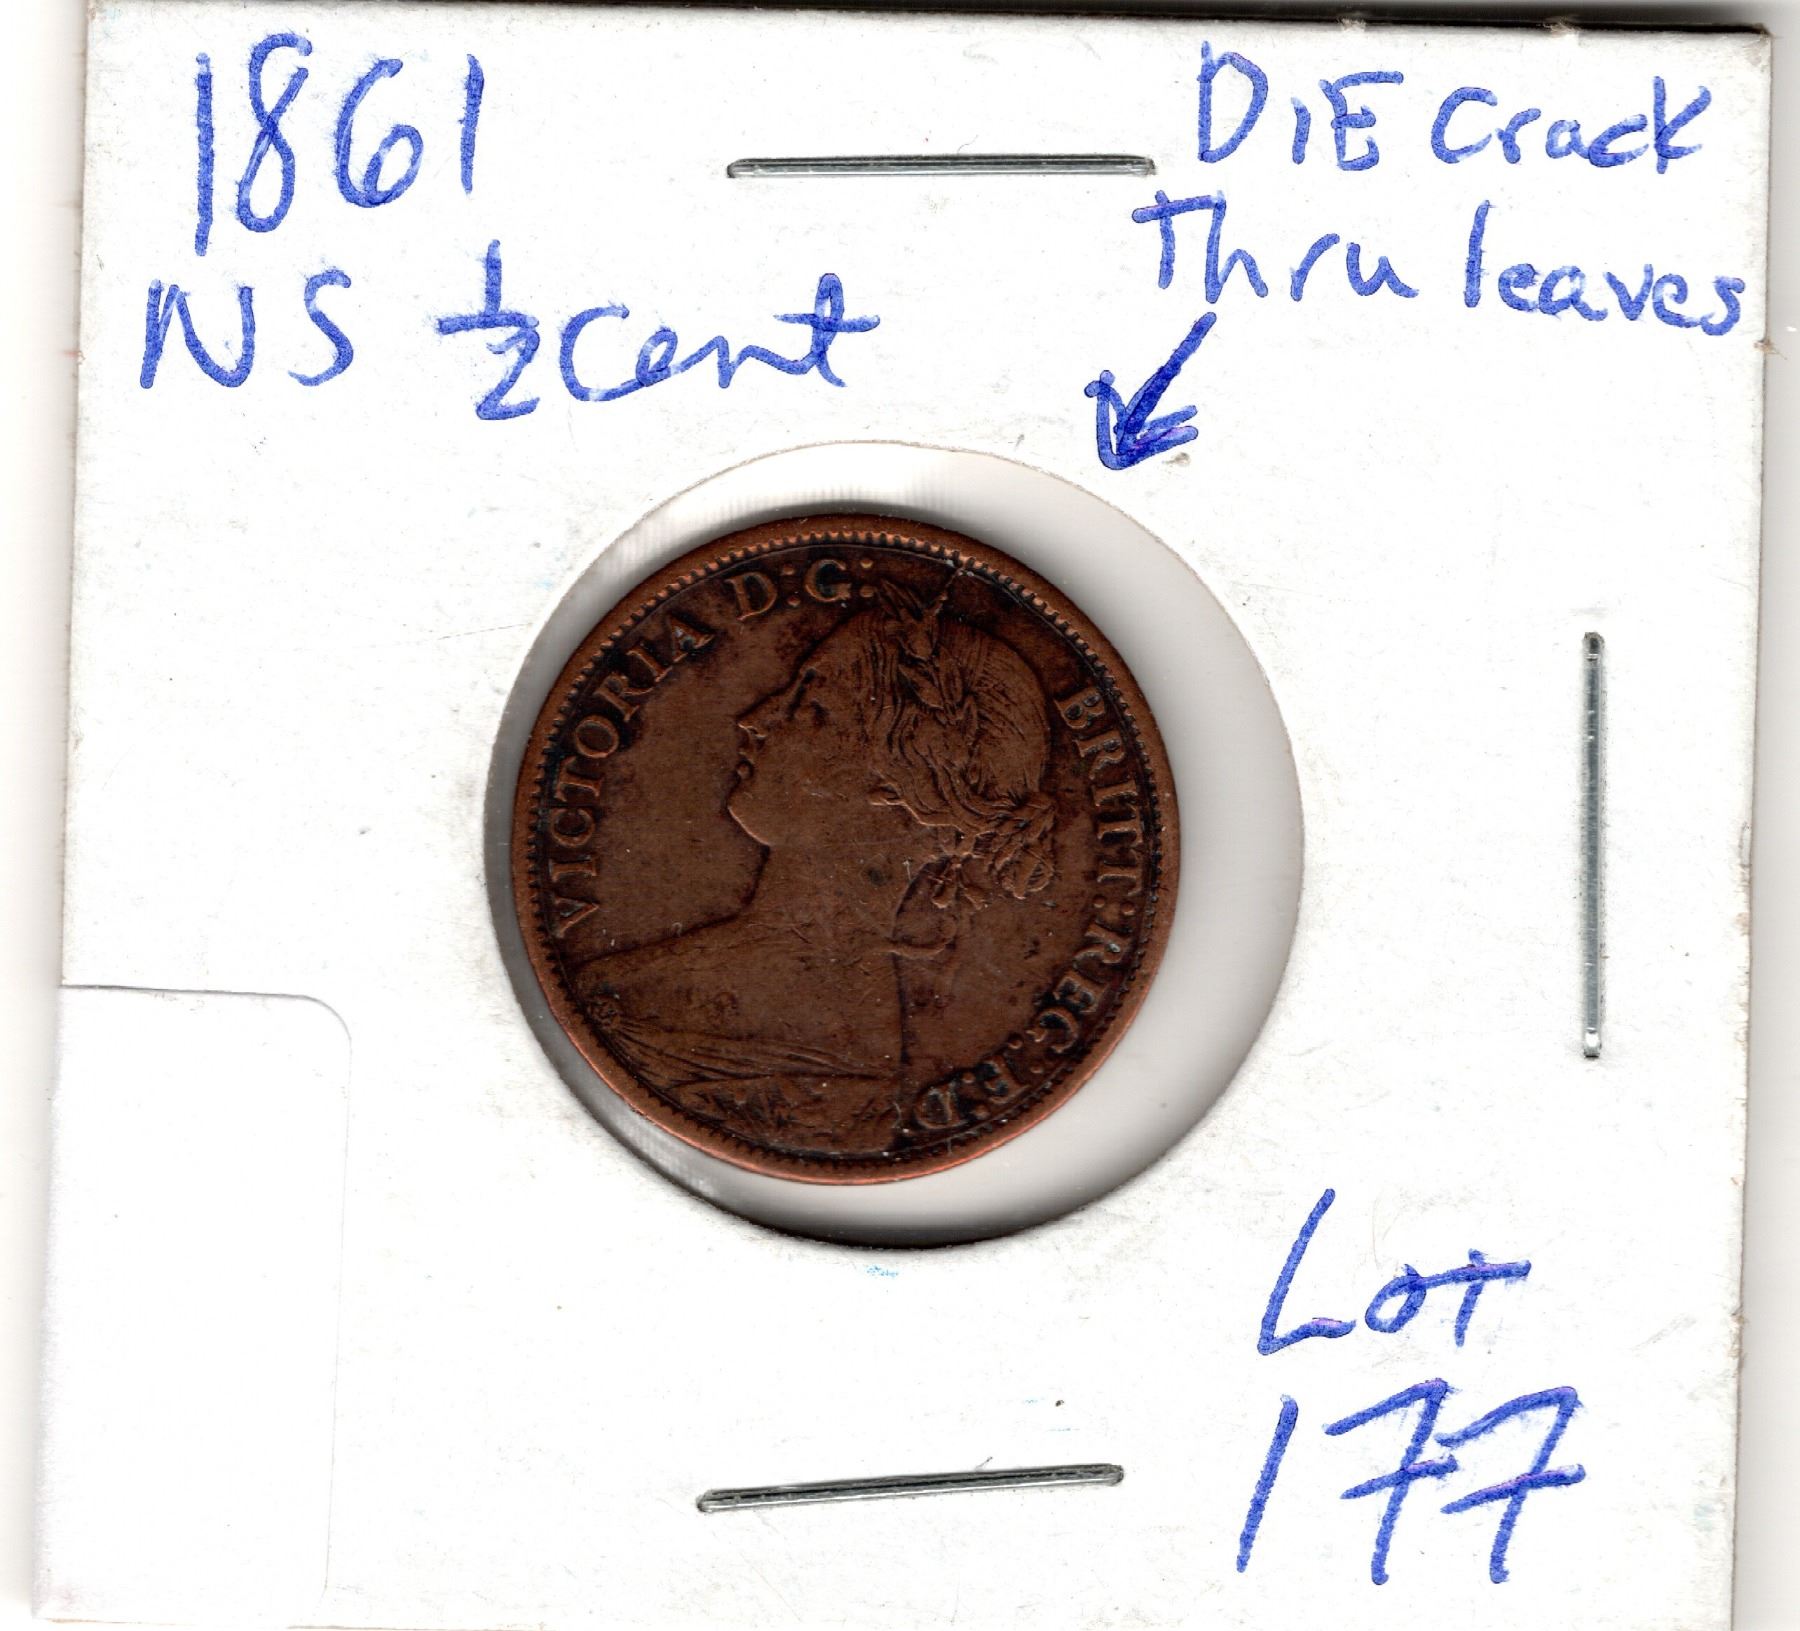 1861
NS ½ cent
DIE Crack
Thru leaves
VICTORIA D:G: BRITT:REG:F:D:
LOT
177